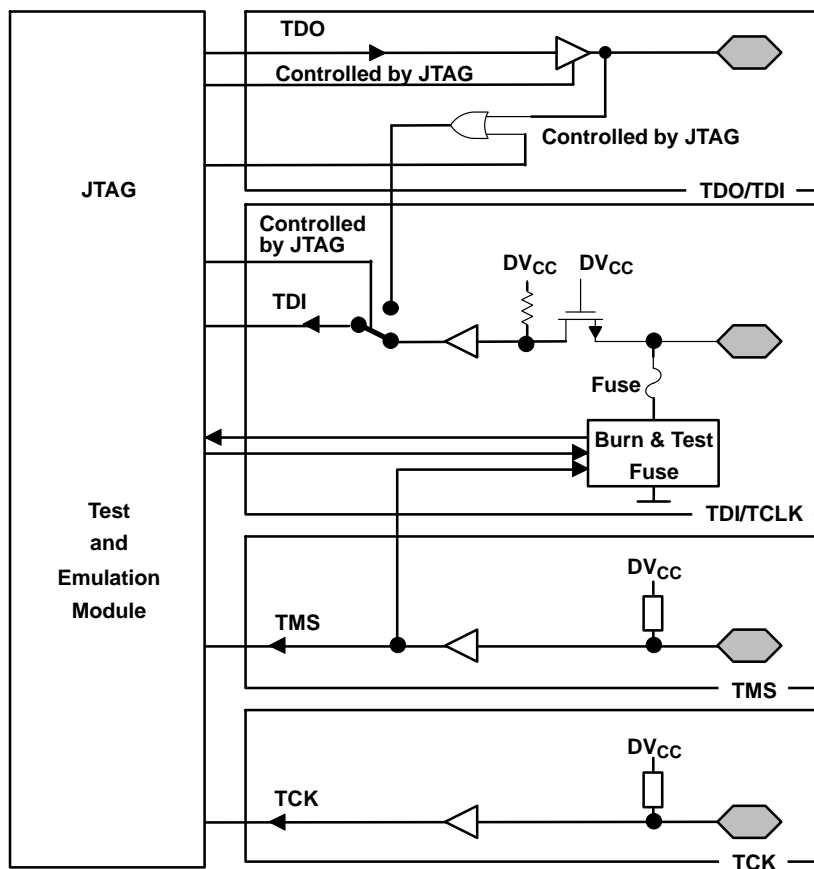 TDO
Controlled by JTAG
Controlled by JTAG
TDO/TDI
JTAG
Controlled
by JTAG
DVCC
DVCC
TDI
Fuse
Burn & Test
Fuse
TDI/TCLK
Test
and
Emulation
Module
DVCC
TMS
TMS
DVCC
TCK
TCK